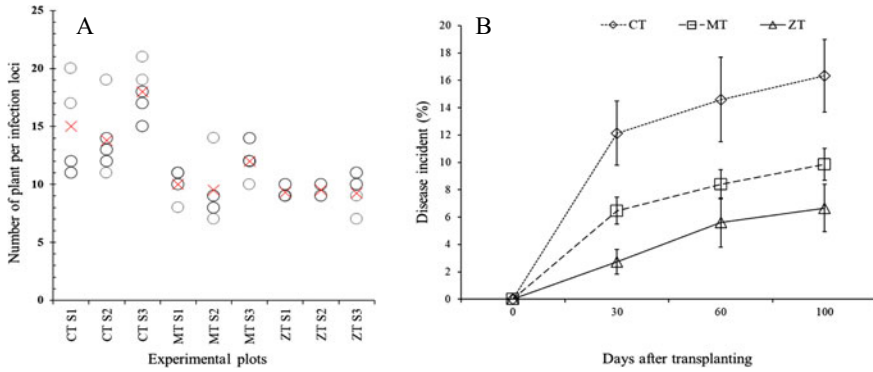 A
Number of plant per infection loci
25
20
15
10
5
0
CT S1
CT S2
CT S3
MT S1
MT S2
MT S3
ZT S1
ZT S2
ZT S3
Experimental plots
B
CT MT ZT
Disease incident (%)
20
18
16
14
12
10
8
6
4
2
0
0 30 60 100
Days after transplanting